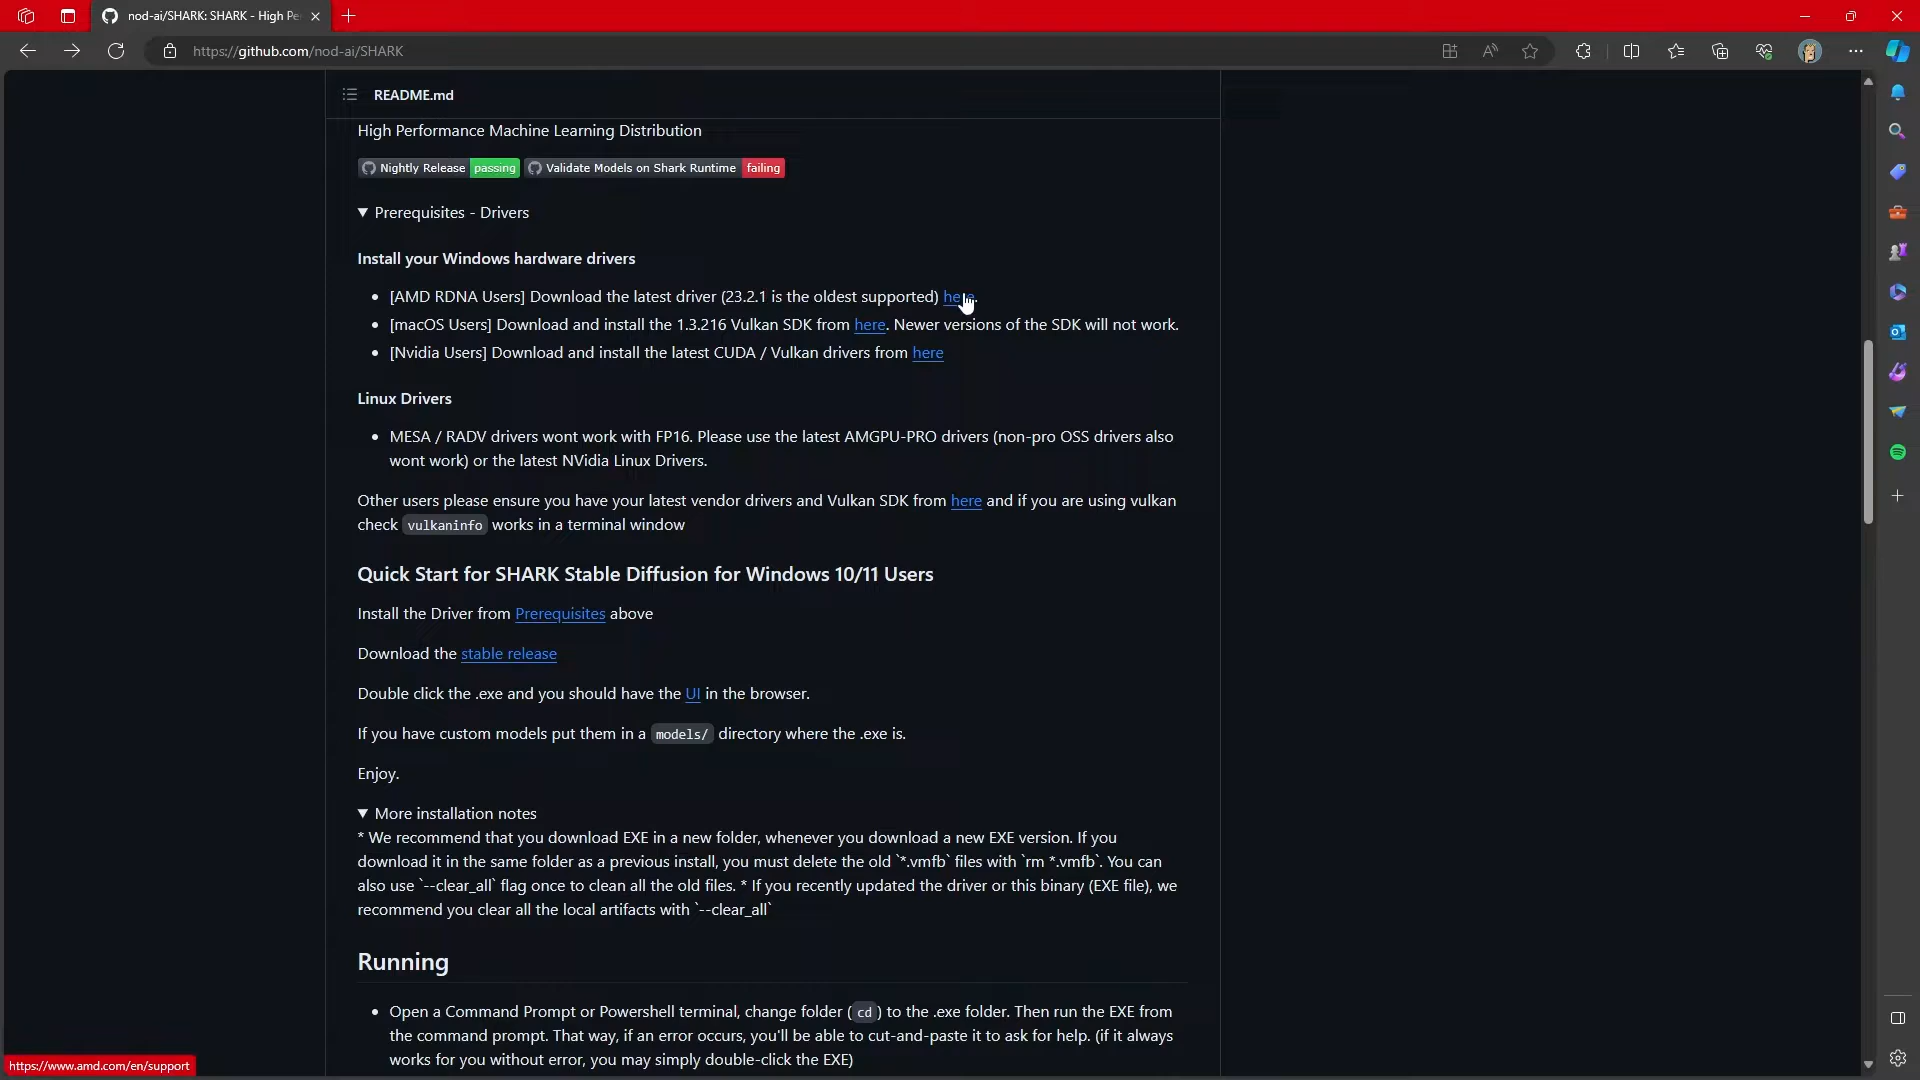 nod-ai/SHARK: SHARK - High Pe
https://github.com/nod-ai/SHARK
README.md
High Performance Machine Learning Distribution
Nightly Release passing Validate Models on Shark Runtime failing
▼ Prerequisites - Drivers
Install your Windows hardware drivers
• [AMD RDNA Users] Download the latest driver (23.2.1 is the oldest supported) here.
• [macOS Users] Download and install the 1.3.216 Vulkan SDK from here. Newer versions of the SDK will not work.
• [Nvidia Users] Download and install the latest CUDA / Vulkan drivers from here
Linux Drivers
• MESA / RADV drivers wont work with FP16. Please use the latest AMGPU-PRO drivers (non-pro OSS drivers also
wont work) or the latest NVidia Linux Drivers.
Other users please ensure you have your latest vendor drivers and Vulkan SDK from here and if you are using vulkan
check vulkaninfo works in a terminal window
Quick Start for SHARK Stable Diffusion for Windows 10/11 Users
Install the Driver from Prerequisites above
Download the stable release
Double click the .exe and you should have the UI in the browser.
If you have custom models put them in a models/ directory where the .exe is.
Enjoy.
▼ More installation notes
* We recommend that you download EXE in a new folder, whenever you download a new EXE version. If you
download it in the same folder as a previous install, you must delete the old `*.vmfb` files with `rm *.vmfb`. You can
also use `--clear_all` flag once to clean all the old files. * If you recently updated the driver or this binary (EXE file), we
recommend you clear all the local artifacts with `--clear_all`
Running
• Open a Command Prompt or Powershell terminal, change folder (cd) to the .exe folder. Then run the EXE from
the command prompt. That way, if an error occurs, you'll be able to cut-and-paste it to ask for help. (if it always
works for you without error, you may simply double-click the EXE)
https://www.amd.com/en/support